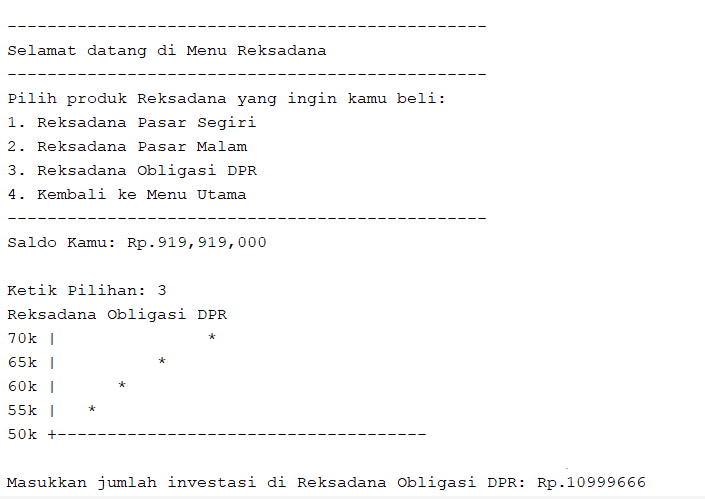 ------------------------------------------------
Selamat datang di Menu Reksadana
------------------------------------------------
Pilih produk Reksadana yang ingin kamu beli:
1. Reksadana Pasar Segiri
2. Reksadana Pasar Malam
3. Reksadana Obligasi DPR
4. Kembali ke Menu Utama
------------------------------------------------
Saldo Kamu: Rp.919,919,000

Ketik Pilihan: 3
Reksadana Obligasi DPR
70k |               *
65k |          *
60k |      *
55k |   *
50k +-------------------------------------

Masukkan jumlah investasi di Reksadana Obligasi DPR: Rp.10999666